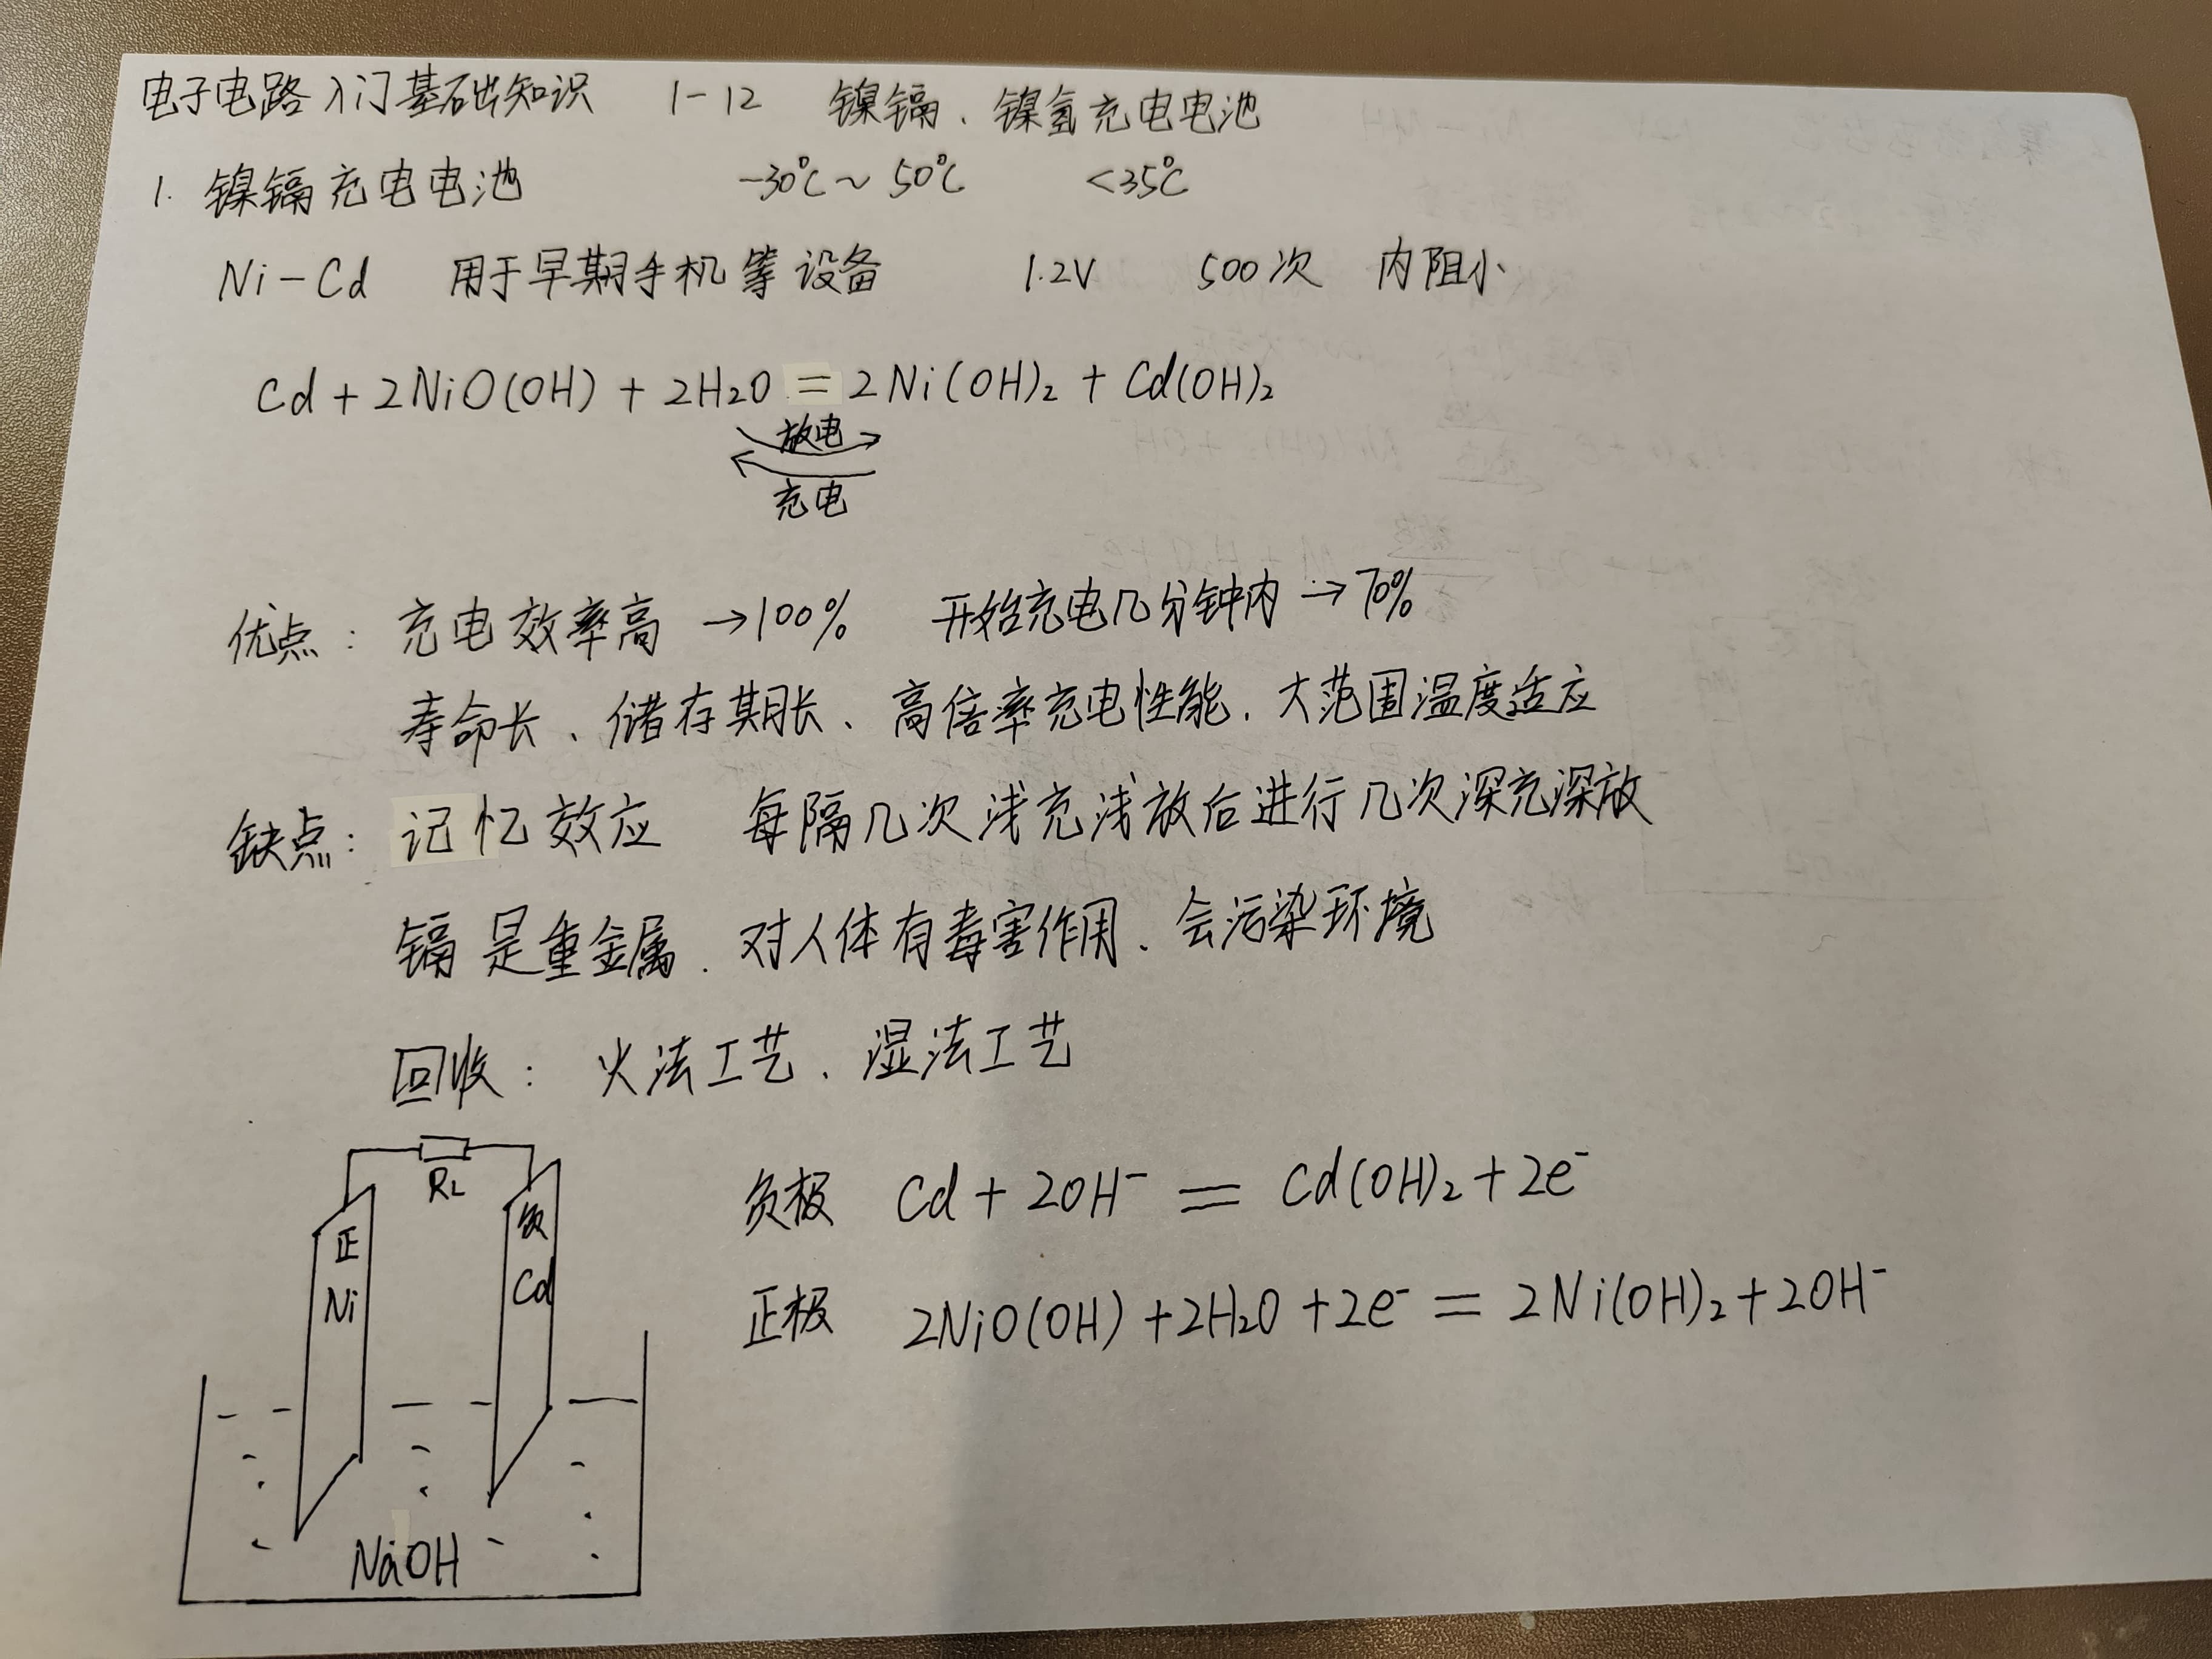 电子电路入门基础知识 1-12 镍镉、镍氢充电电池
1. 镍镉充电电池 -30℃~50℃ <35℃
Ni-Cd 用于早期手机等设备 1.2V 500次 内阻小
Cd + 2NiO(OH) + 2H₂O = 2Ni(OH)₂ + Cd(OH)₂
放电
充电
优点: 充电效率高 →100% 开始充电几分钟内→70%
寿命长、储存期长、高倍率充电性能、大范围温度适应
缺点: 记忆效应 每隔几次浅充浅放后进行几次深充深放
镉是重金属、对人体有毒害作用、会污染环境
回收: 火法工艺、湿法工艺
RL
正
Ni
负
Cd
NaOH
负极 Cd + 2OH⁻ = Cd(OH)₂ + 2e⁻
正极 2NiO(OH) + 2H₂O + 2e⁻ = 2Ni(OH)₂ + 2OH⁻